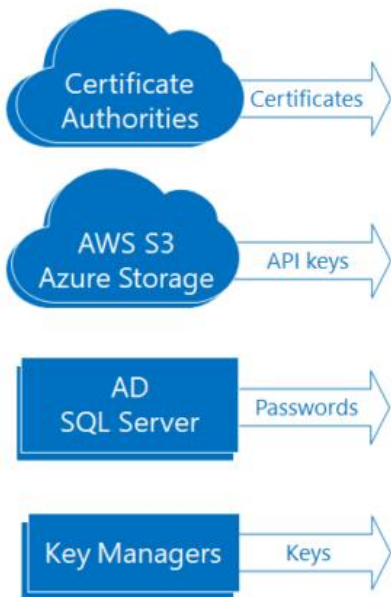 Certificate
Authorities
Certificates
AWS S3
Azure Storage
API keys
AD
SQL Server
Passwords
Key Managers
Keys